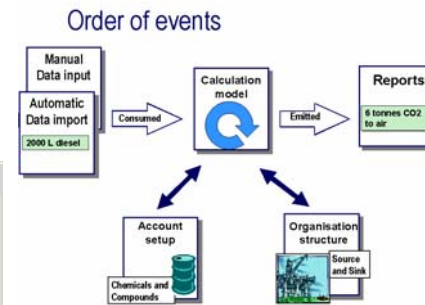 Order of events
Manual
Data input
Automatic
Data import
2000 L diesel
Consumed
Calculation
model
Emitted
Reports
6 tonnes CO2
to air
Account
setup
Chemicals and
Compounds
Organisation
structure
Source
and Sink